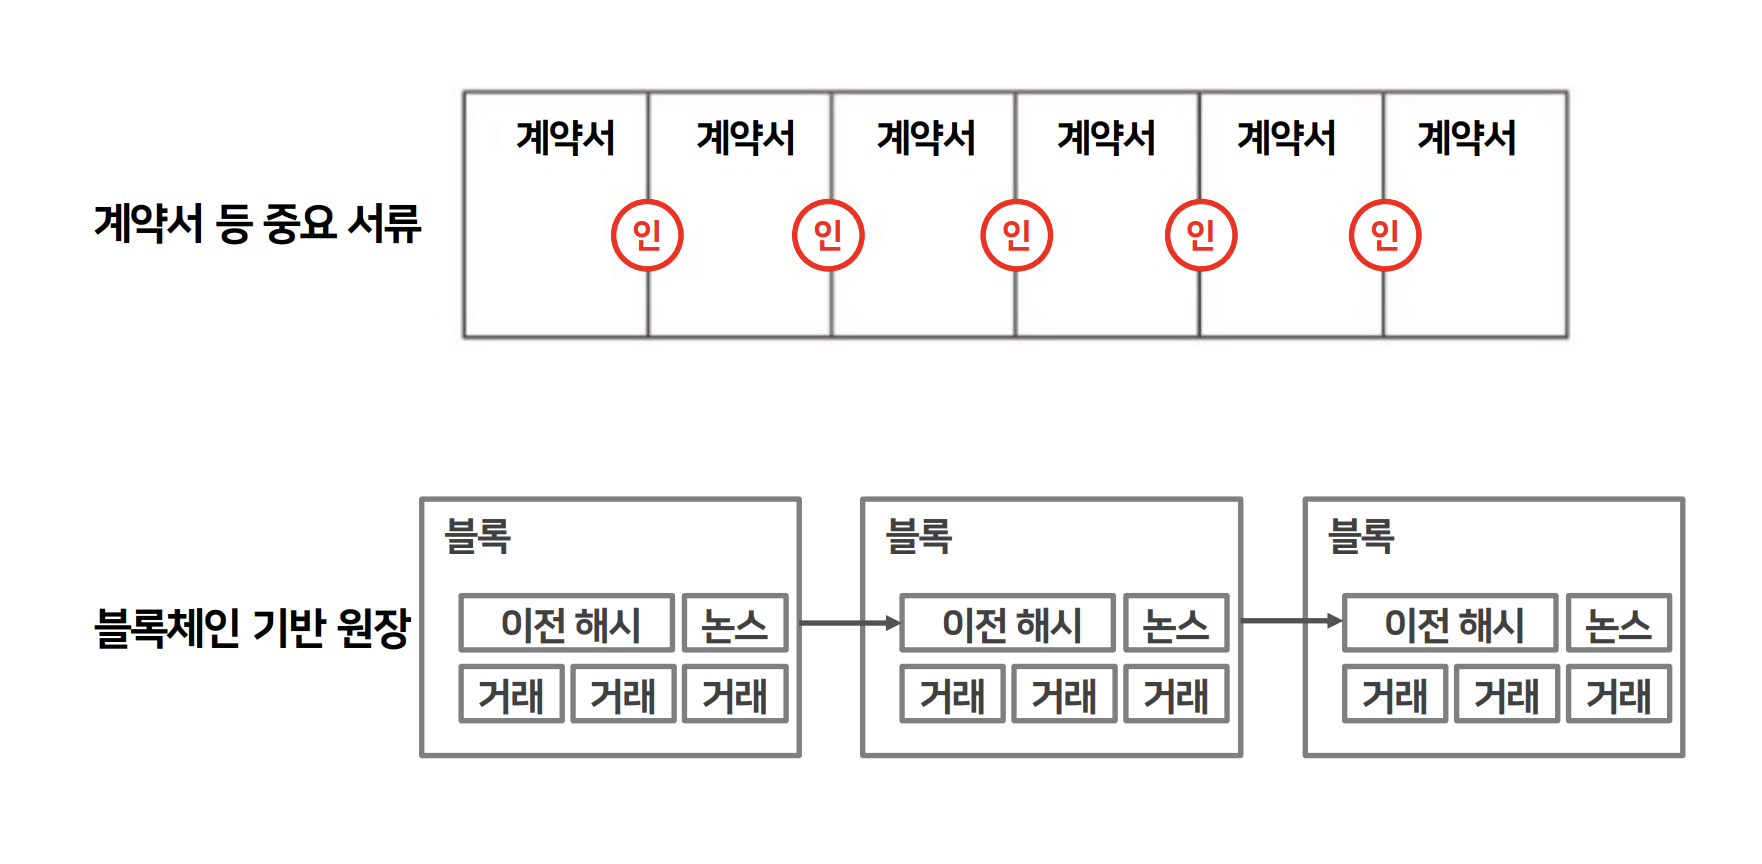 계약서 계약서 계약서 계약서 계약서 계약서
계약서 등 중요 서류
인 인 인 인 인
블록 블록 블록
블록체인 기반 원장
이전 해시 논스 이전 해시 논스 이전 해시 논스
거래 거래 거래 거래 거래 거래 거래 거래 거래